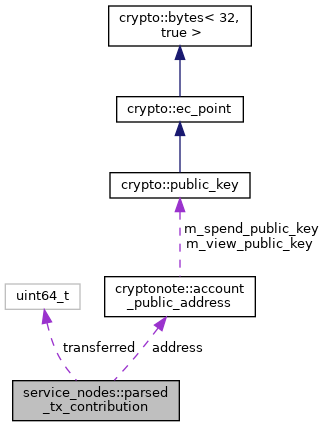 crypto::bytes< 32,
true >
crypto::ec_point
crypto::public_key
m_spend_public_key
m_view_public_key
cryptonote::account
_public_address
uint64_t
transferred
address
service_nodes::parsed
_tx_contribution